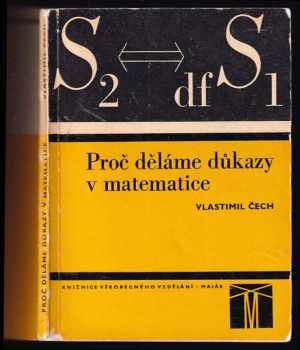 S₂ ⟺ df S₁
Proč děláme důkazy
v matematice
VLASTIMIL ČECH
KNIŽNICE VŠEOBECNÉHO VZDĚLÁNÍ - MAJÁK
PROČ DĚLÁME DŮKAZY V MATEMATICE